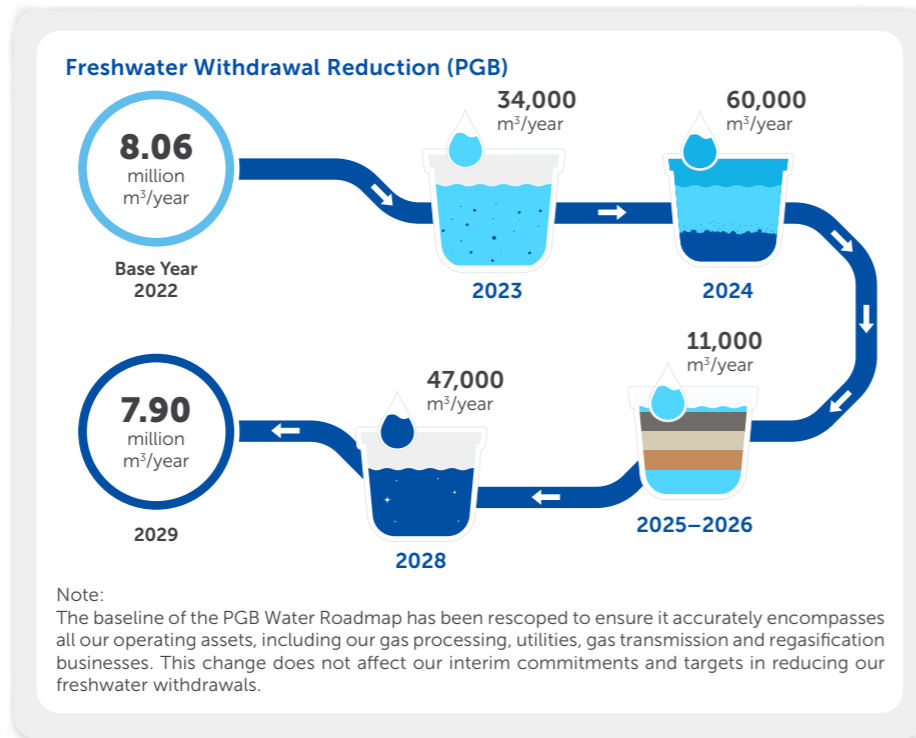 Freshwater Withdrawal Reduction (PGB)
8.06
million
m³/year
Base Year
2022
34,000
m³/year
2023
60,000
m³/year
2024
11,000
m³/year
2025–2026
47,000
m³/year
2028
7.90
million
m³/year
2029
Note:
The baseline of the PGB Water Roadmap has been rescoped to ensure it accurately encompasses
all our operating assets, including our gas processing, utilities, gas transmission and regasification
businesses. This change does not affect our interim commitments and targets in reducing our
freshwater withdrawals.